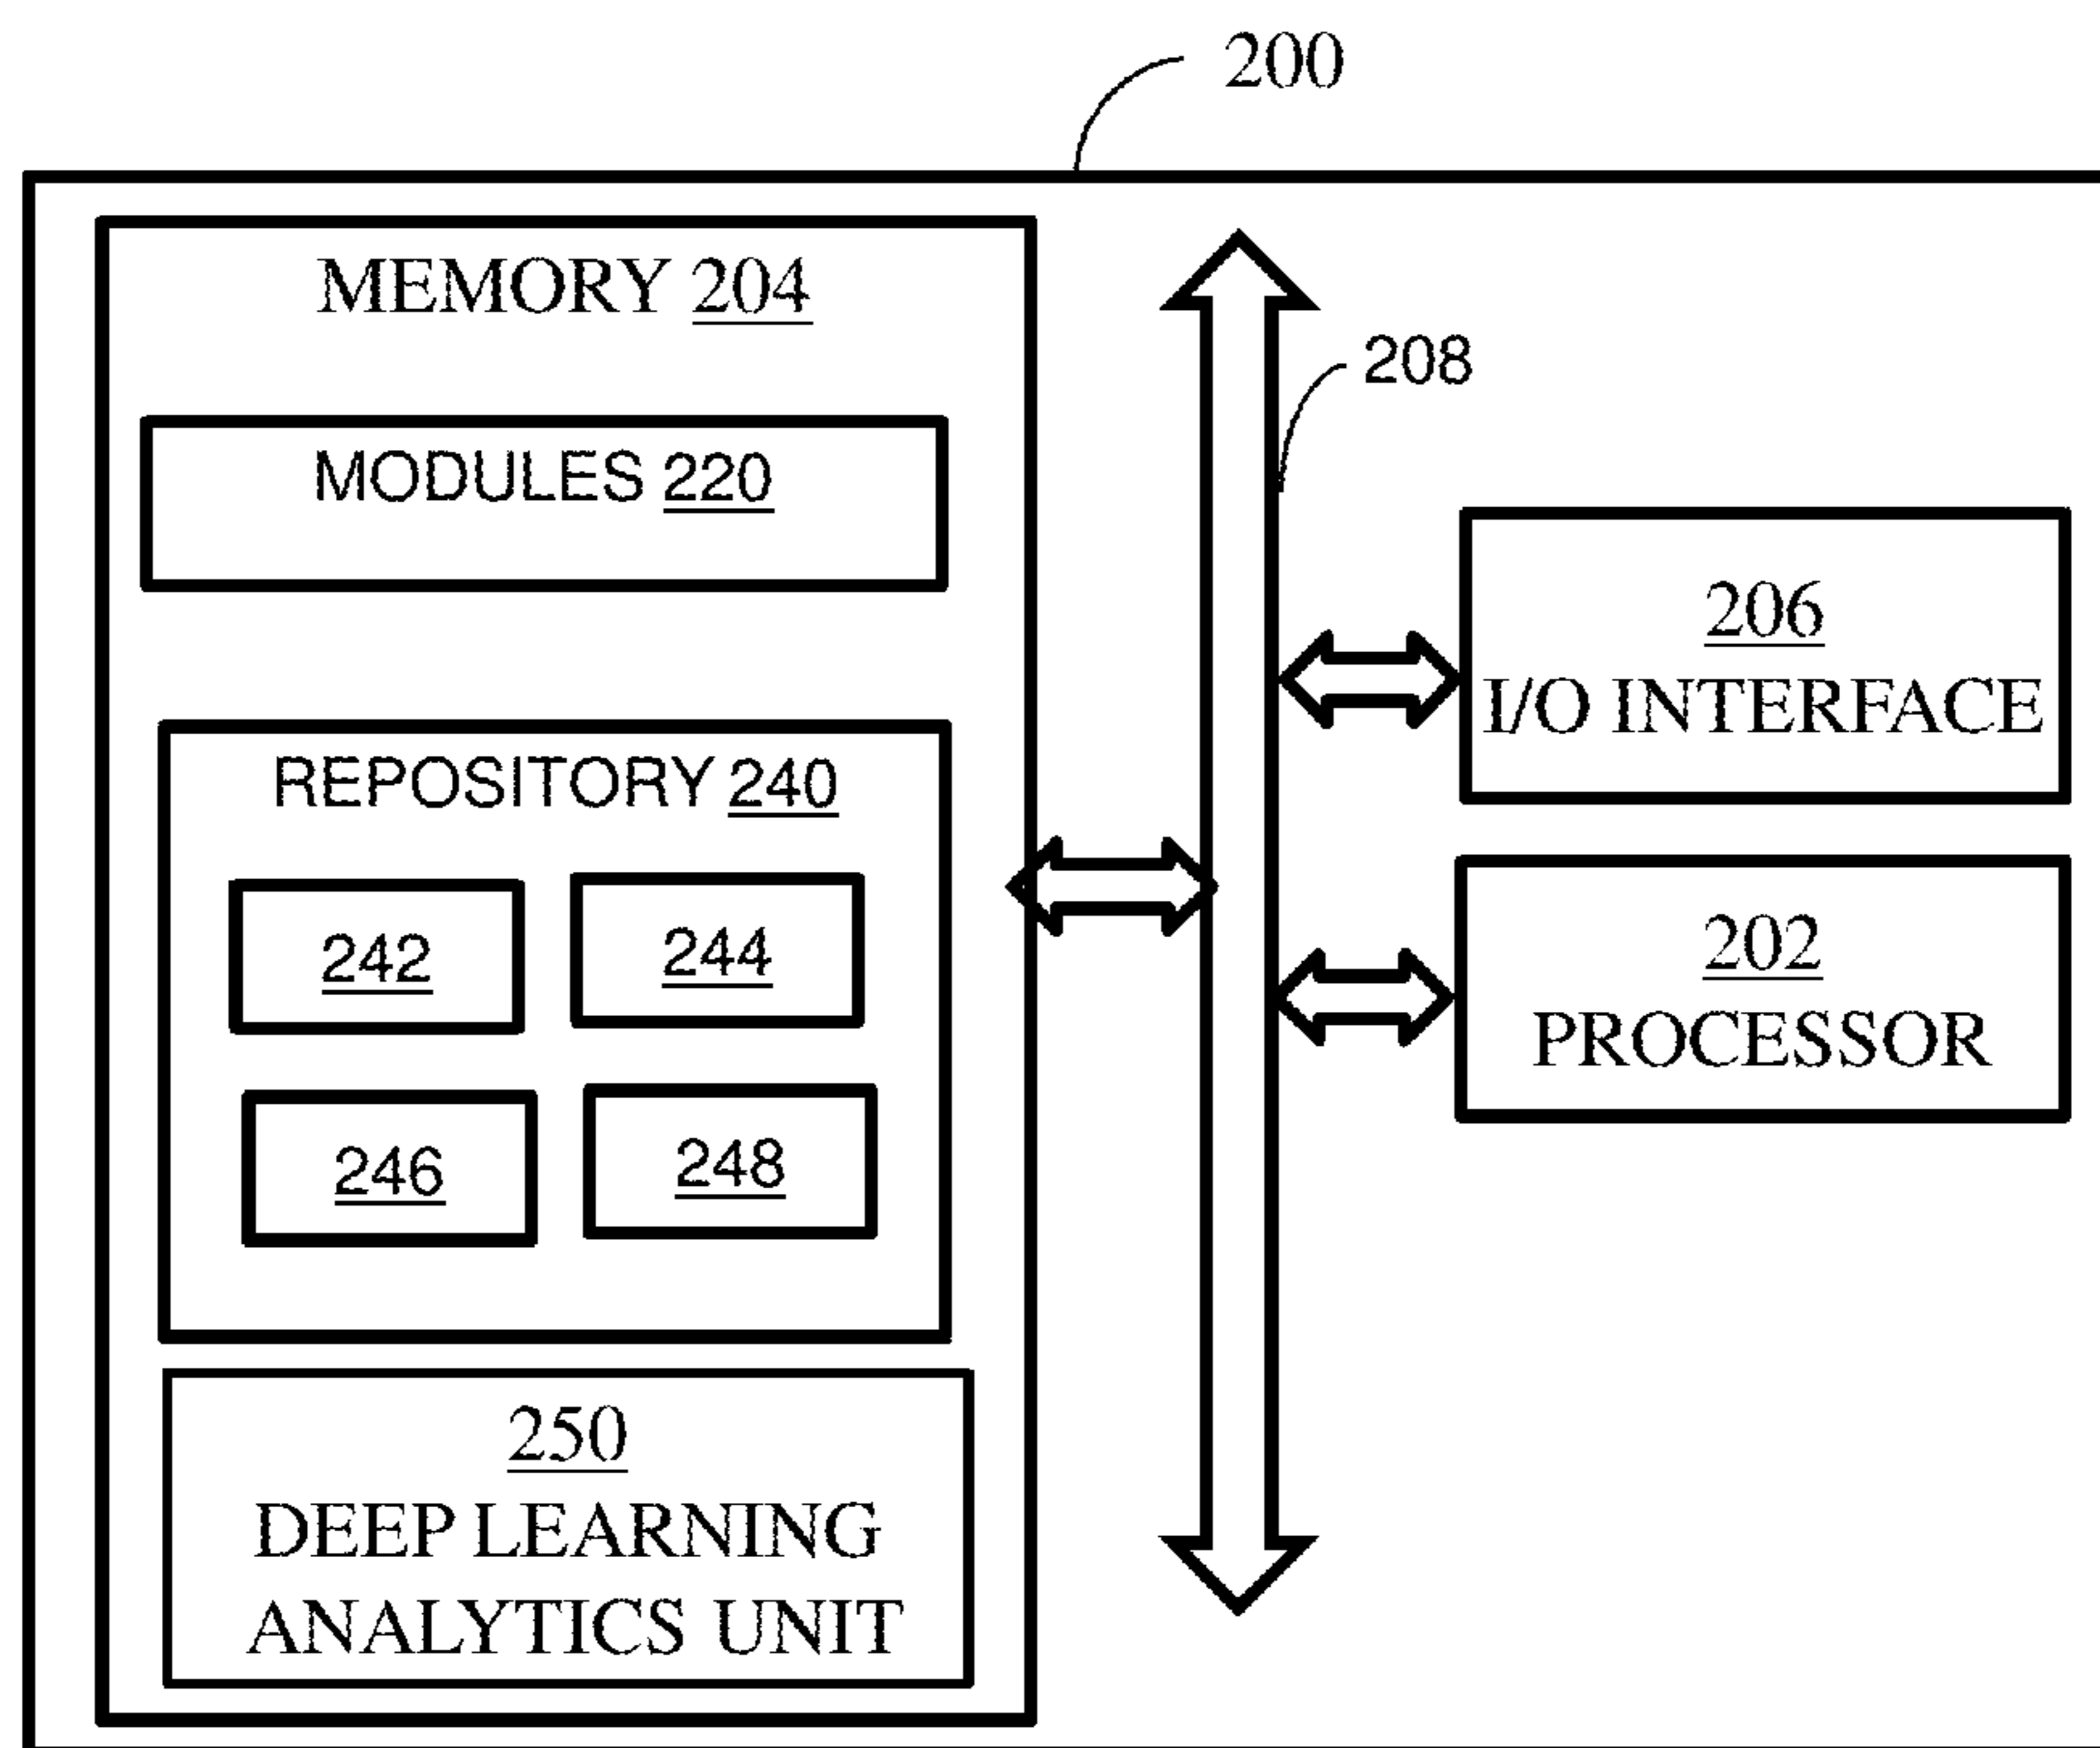 200
MEMORY 204
208
MODULES 220
206
I/O INTERFACE
REPOSITORY 240
242
244
202
PROCESSOR
246
248
250
DEEP LEARNING
ANALYTICS UNIT